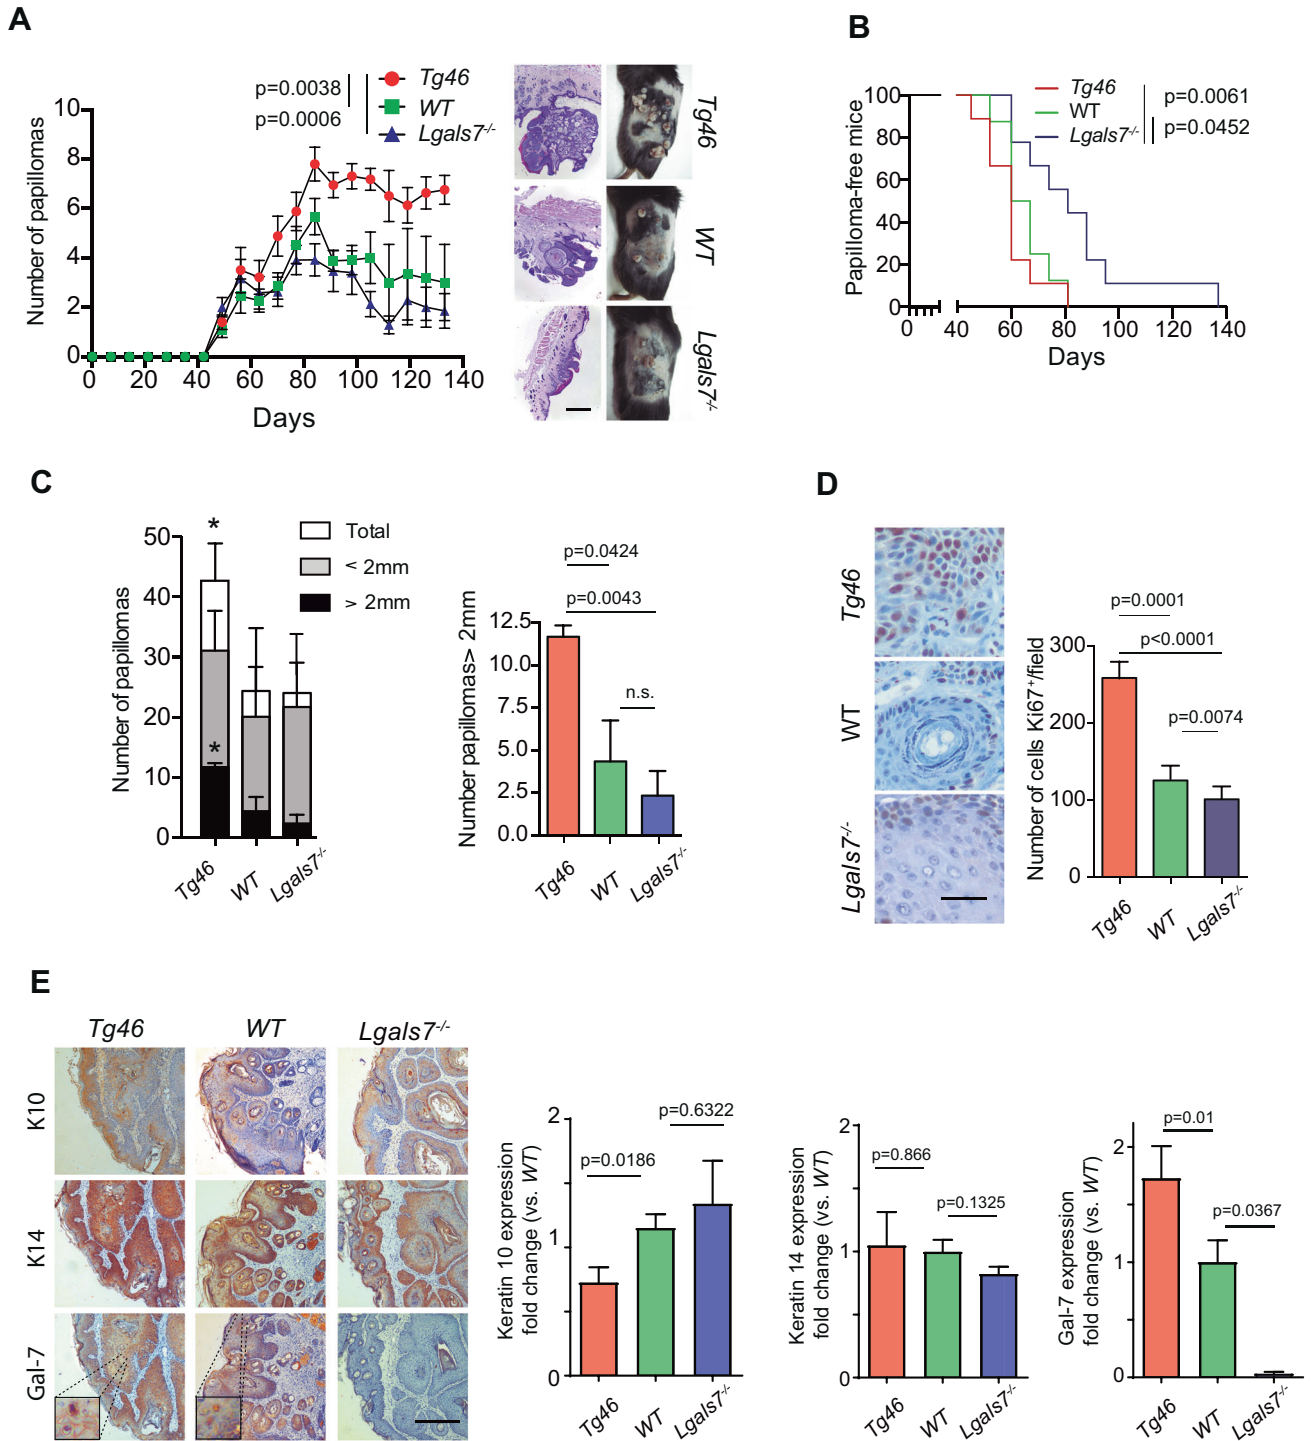 A
p=0.0038
p=0.0006
Tg46
WT
Lgals7-/-
Number of papillomas
10
8
6
4
2
0
0 20 40 60 80 100 120 140
Days
Tg46
WT
Lgals7-/-
B
Tg46
WT
Lgals7-/-
p=0.0061
p=0.0452
Papilloma-free mice
100
80
60
40
20
0
0 40 60 80 100 120 140
Days
C
Number of papillomas
50
40
30
20
10
0
*
*
Total
< 2mm
> 2mm
Tg46 WT Lgals7-/-
Number papillomas> 2mm
12.5
10.0
7.5
5.0
2.5
0.0
p=0.0424
p=0.0043
n.s.
Tg46 WT Lgals7-/-
D
Tg46
WT
Lgals7-/-
Number of cells Ki67+/field
300
200
100
0
p=0.0001
p<0.0001
p=0.0074
Tg46 WT Lgals7-/-
E
Tg46 WT Lgals7-/-
K10
K14
Gal-7
Keratin 10 expression
fold change (vs. WT)
2
1
0
p=0.0186
p=0.6322
Tg46 WT Lgals7-/-
Keratin 14 expression
fold change (vs. WT)
2
1
0
p=0.866
p=0.1325
Tg46 WT Lgals7-/-
Gal-7 expression
fold change (vs. WT)
2
1
0
p=0.01
p=0.0367
Tg46 WT Lgals7-/-